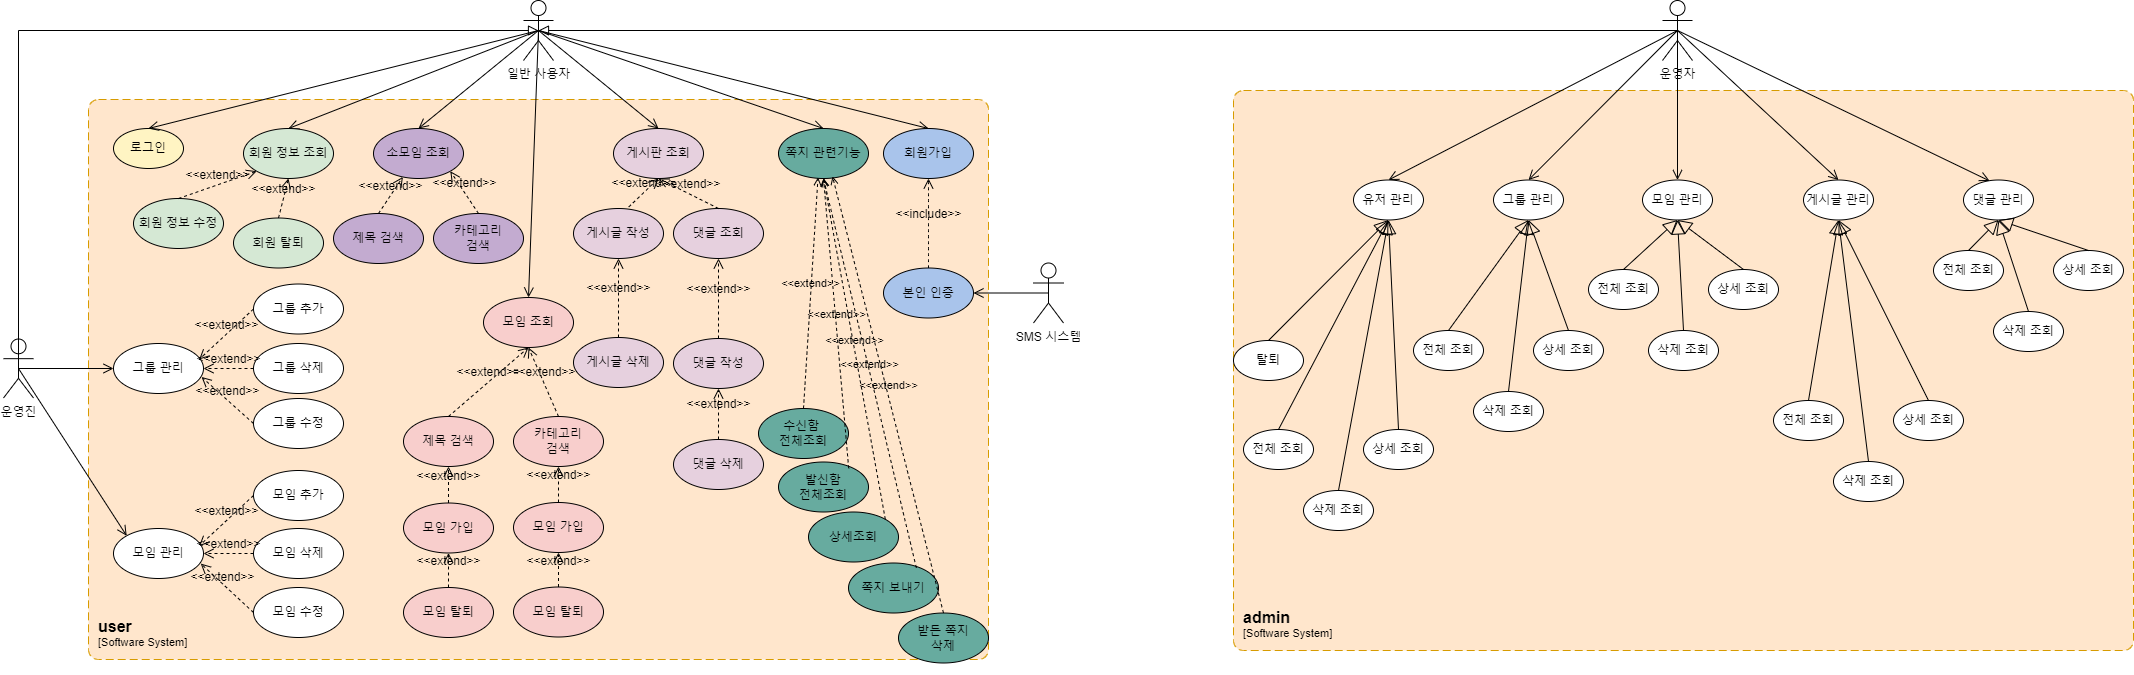 일반 사용자
운영자
로그인
회원 정보 조회
소모임 조회
게시판 조회
쪽지 관련기능
회원가입
<<extend>>
<<extend>>
<<extend>>
<<extend>>
<<extend>>
<<extend>>
회원 정보 수정
회원 탈퇴
제목 검색
카테고리
검색
게시글 작성
댓글 조회
<<include>>
유저 관리
그룹 관리
모임 관리
게시글 관리
댓글 관리
<<extend>>
<<extend>>
<<extend>>
본인 인증
SMS 시스템
그룹 추가
<<extend>>
모임 조회
<<extend>>
<<extend>>
<<extend>>
<<extend>>
운영진
그룹 관리
<<extend>>
그룹 삭제
<<extend>>
그룹 수정
<<extend>>
<<extend>>
게시글 삭제
댓글 작성
<<extend>>
제목 검색
카테고리
검색
<<extend>>
<<extend>>
댓글 삭제
수신함
전체조회
발신함
전체조회
상세조회
쪽지 보내기
받든 쪽지
삭제
모임 추가
<<extend>>
모임 관리
<<extend>>
모임 삭제
<<extend>>
모임 수정
모임 가입
모임 가입
<<extend>>
<<extend>>
모임 탈퇴
모임 탈퇴
user
[Software System]
탈퇴
전체 조회
삭제 조회
상세 조회
전체 조회
삭제 조회
상세 조회
전체 조회
삭제 조회
상세 조회
전체 조회
삭제 조회
상세 조회
전체 조회
삭제 조회
상세 조회
admin
[Software System]